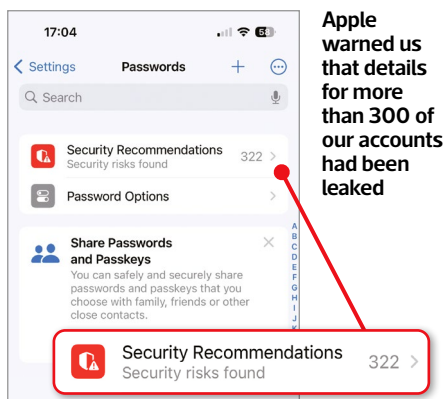 17:04
58
Settings
Passwords
Search
Security Recommendations
Security risks found
322
Password Options
Share Passwords
and Passkeys
You can safely and securely share
passwords and passkeys that you
choose with family, friends or other
close contacts.
A
B
C
D
E
F
G
H
I
J
K
Security Recommendations
Security risks found
322
Apple
warned us
that details
for more
than 300 of
our accounts
had been
leaked